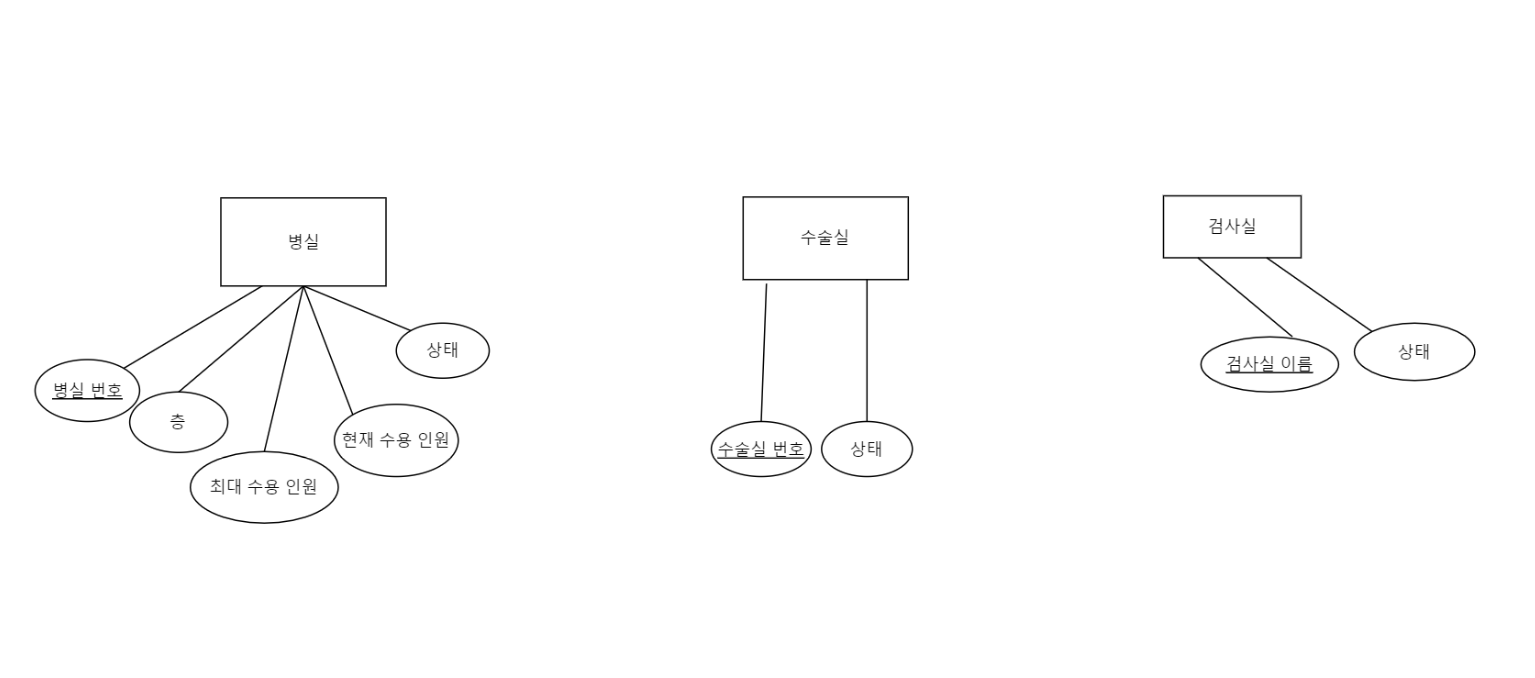 병실
수술실
검사실
병실 번호
층
최대 수용 인원
현재 수용 인원
상태
수술실 번호
상태
검사실 이름
상태